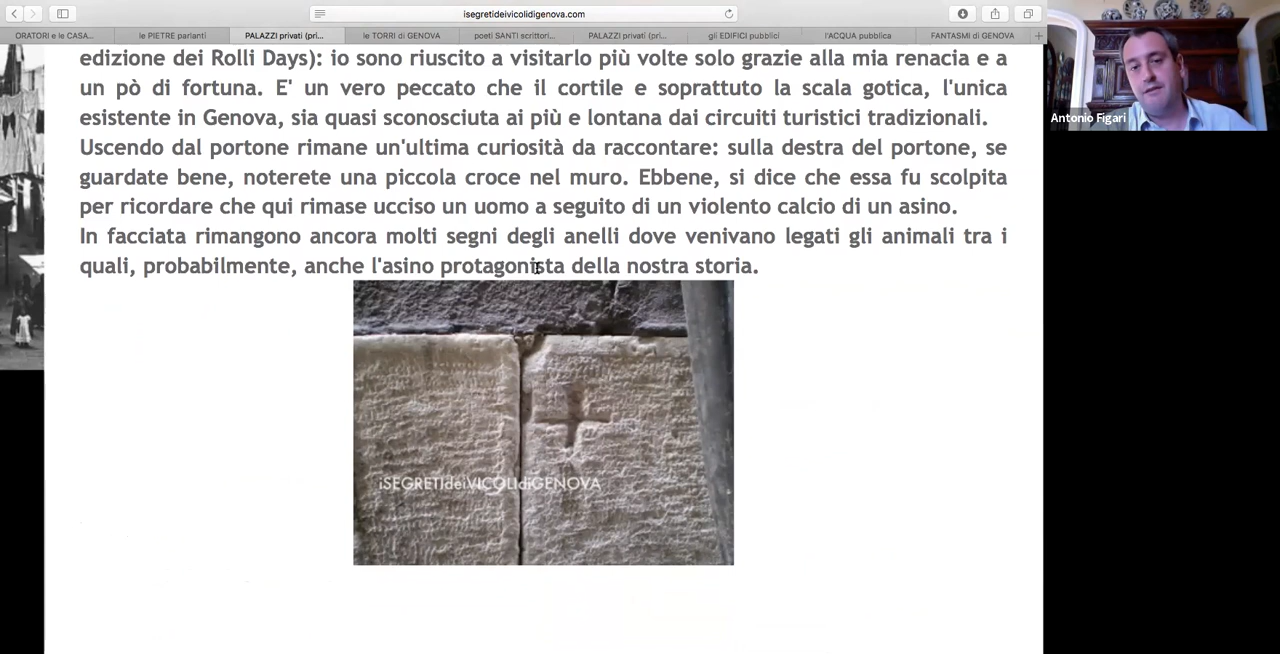 isegretideivicolidigenova.com
ORATORI e le CASA...
le PIETRE parlanti
PALAZZI privati (pri...
le TORRI di GENOVA
poeti SANTI scrittori...
PALAZZI privati (pri...
gli EDIFICI pubblici
l'ACQUA pubblica
FANTASMI di GENOVA
edizione dei Rolli Days): io sono riuscito a visitarlo più volte solo grazie alla mia renacia e a
un pò di fortuna. E' un vero peccato che il cortile e soprattutto la scala gotica, l'unica
esistente in Genova, sia quasi sconosciuta ai più e lontana dai circuiti turistici tradizionali.
Uscendo dal portone rimane un'ultima curiosità da raccontare: sulla destra del portone, se
guardate bene, noterete una piccola croce nel muro. Ebbene, si dice che essa fu scolpita
per ricordare che qui rimase ucciso un uomo a seguito di un violento calcio di un asino.
In facciata rimangono ancora molti segni degli anelli dove venivano legati gli animali tra i
quali, probabilmente, anche l'asino protagonista della nostra storia.
iSEGRETIdeiVICOLIdiGENOVA
Antonio Figari